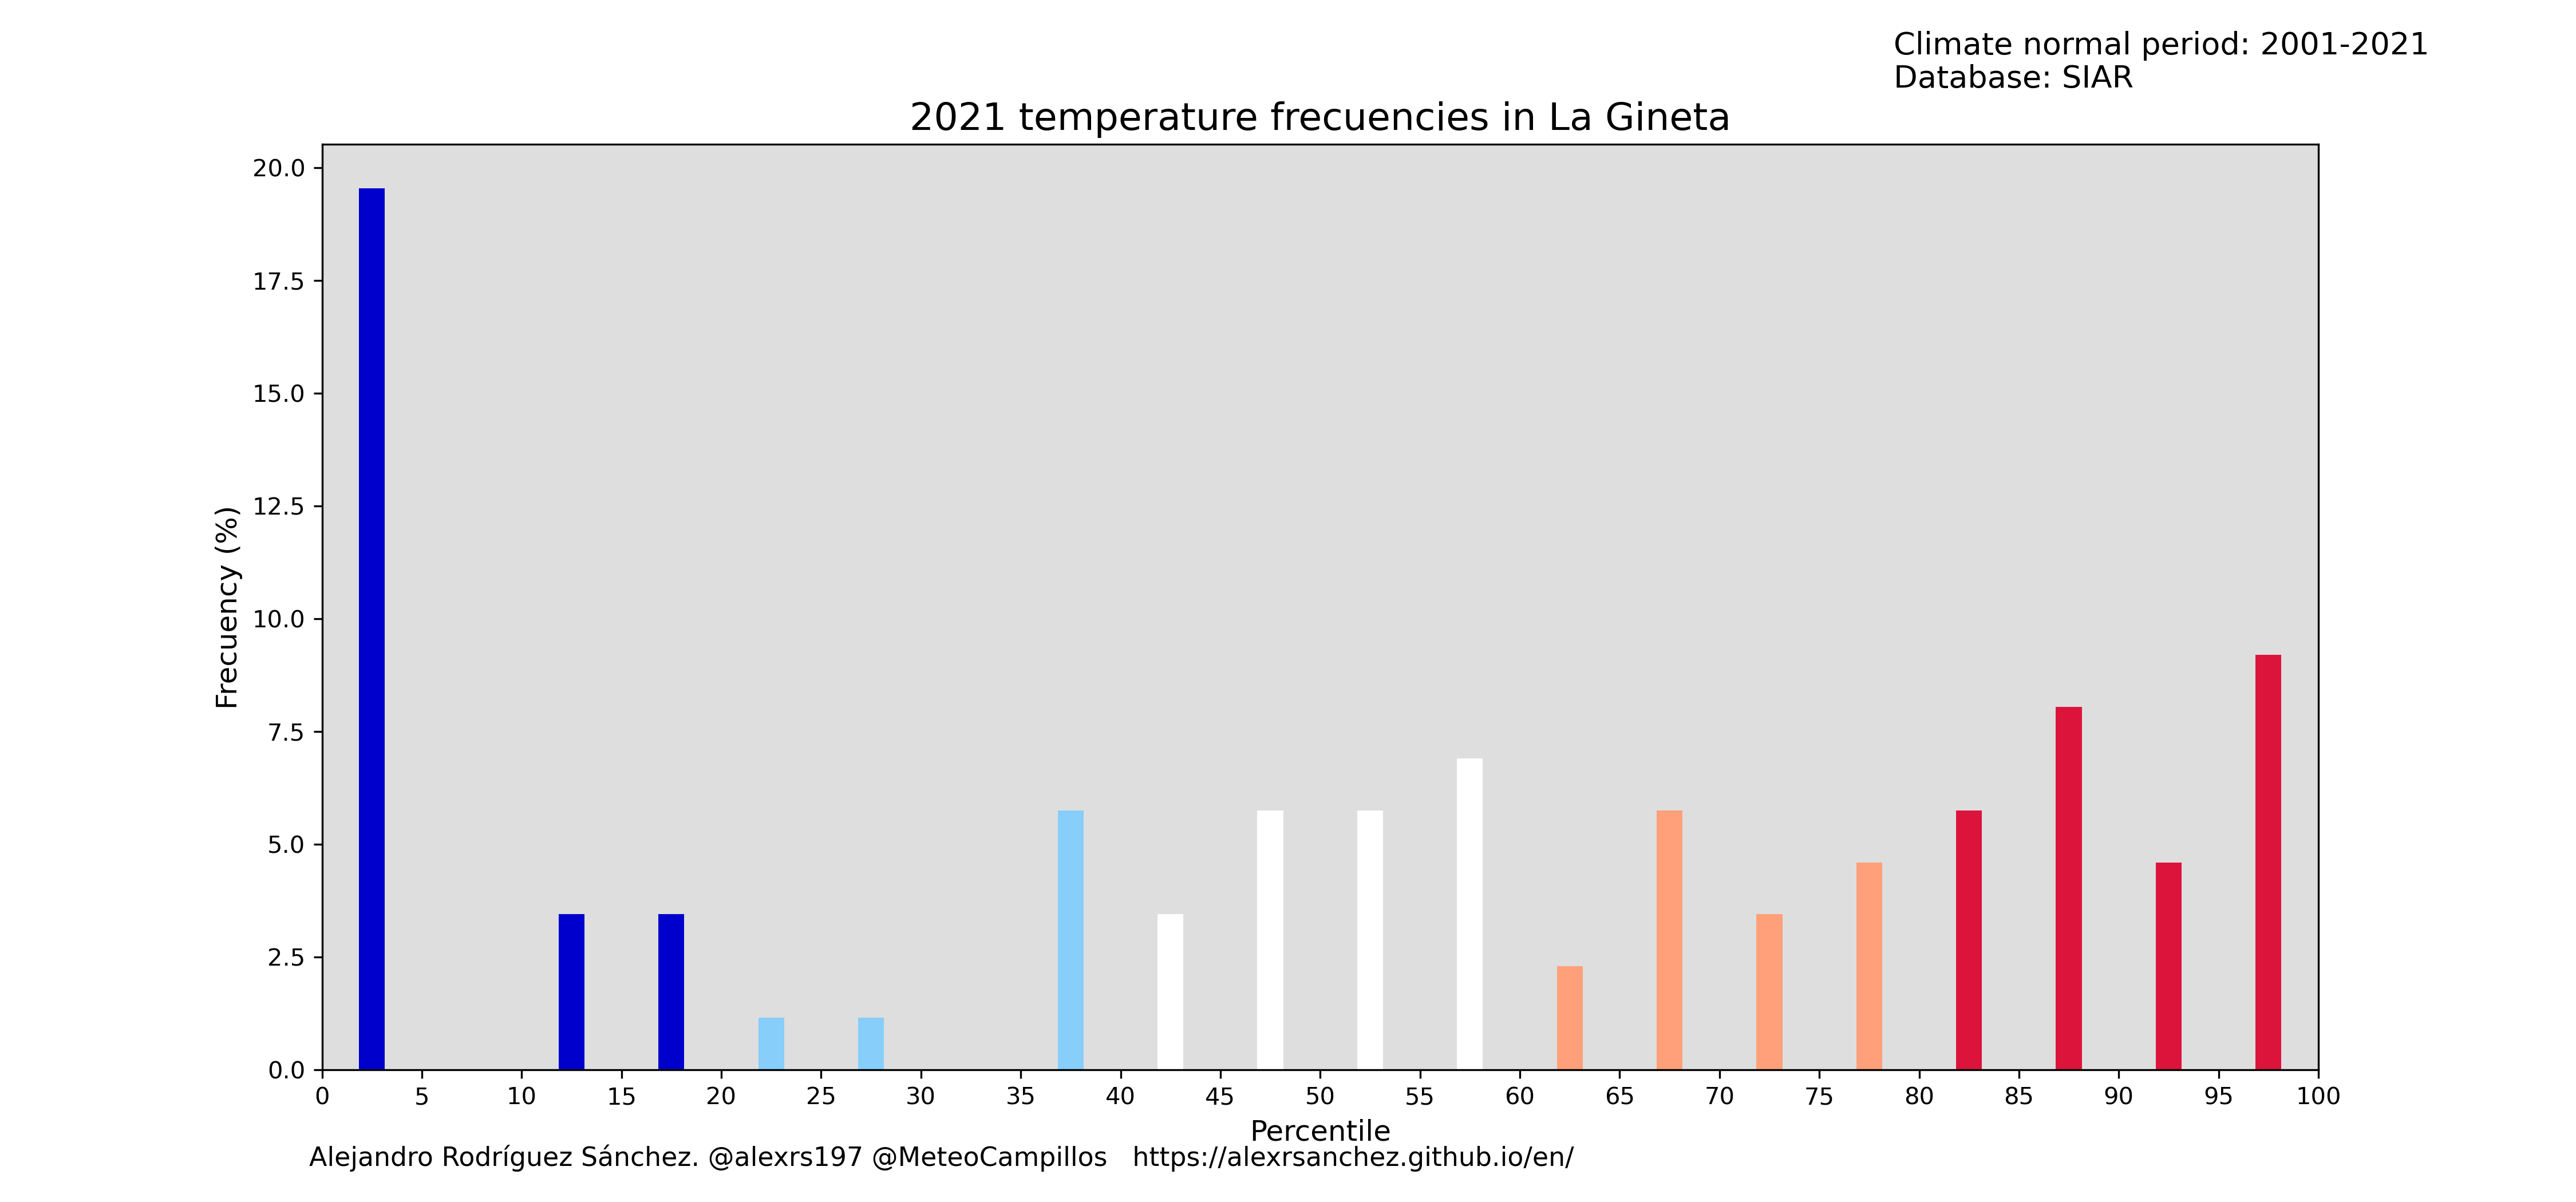 Climate normal period: 2001-2021
Database: SIAR
2021 temperature frecuencies in La Gineta
20.0
17.5
15.0
12.5
10.0
7.5
5.0
2.5
0.0
Frecuency (%)
0 5 10 15 20 25 30 35 40 45 50 55 60 65 70 75 80 85 90 95 100
Percentile
Alejandro Rodríguez Sánchez. @alexrs197 @MeteoCampillos https://alexrsanchez.github.io/en/